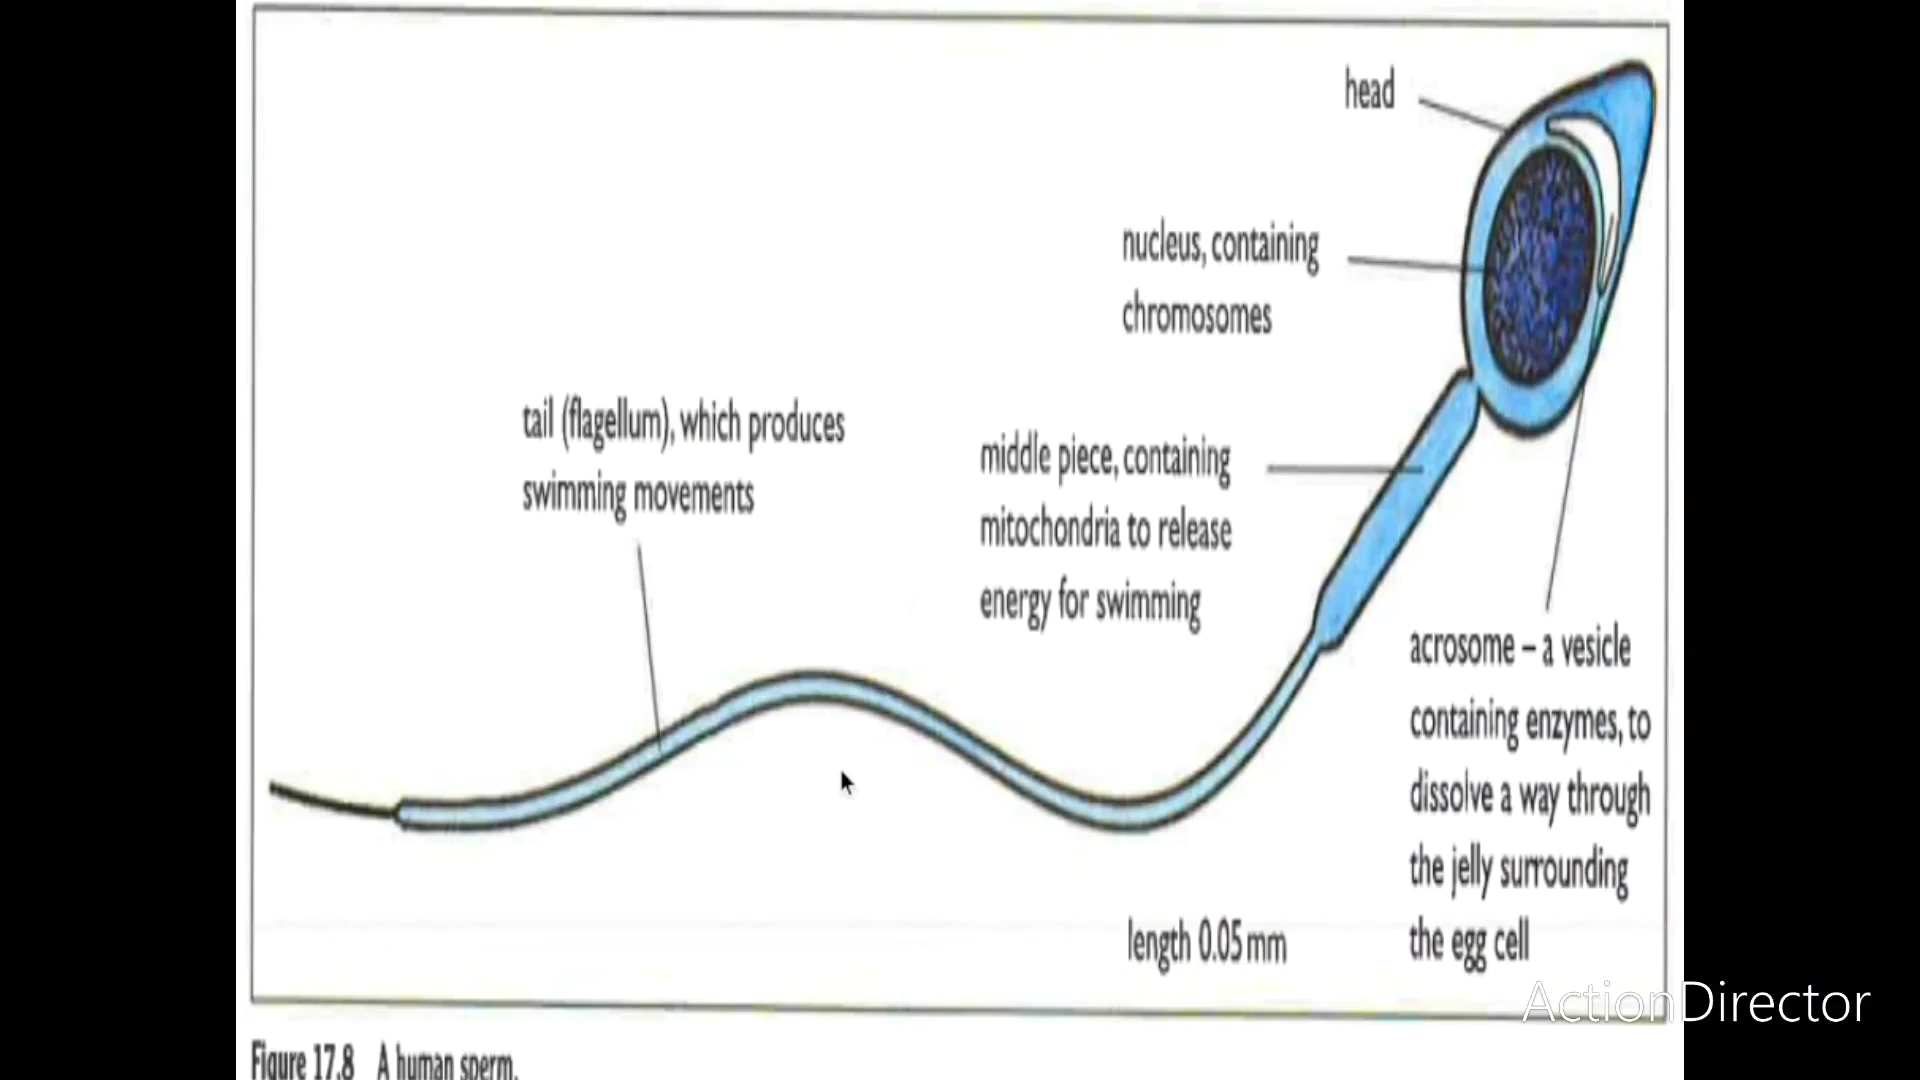 head
nucleus, containing
chromosomes
tail (flagellum), which produces
swimming movements
middle piece, containing
mitochondria to release
energy for swimming
acrosome – a vesicle
containing enzymes, to
dissolve a way through
the jelly surrounding
the egg cell
length 0.05 mm
ActionDirector
Figure 17.8 A human sperm.